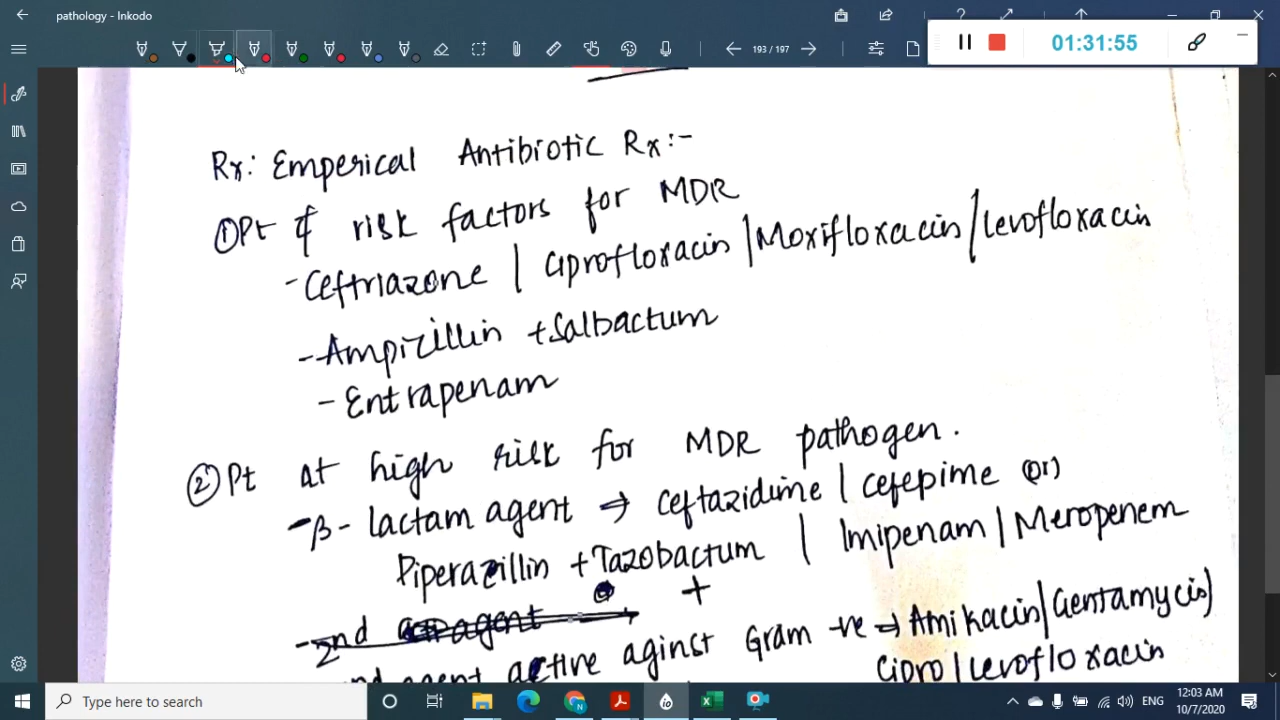 pathology - Inkodo
193 / 197
01:31:55
Rx: Emperical Antibiotic Rx:-
①Pt risk factors for MDR
- Ceftriazone | Ciprofloxacin | Moxifloxacin | Levofloxacin
- Ampicillin + Salbactum
- Entrapenam
② Pt at high risk for MDR pathogen.
- β- lactam agent ⇒ Ceftazidime | cefepime (or)
Piperazillin + Tazobactum | Imipenam | Meropenem
+
- 2nd agent
nd agent active aginst Gram -ve ⇒ Amikacin | Gentamycin)
Cipro | levofloxacin
Type here to search
ENG
12:03 AM
10/7/2020